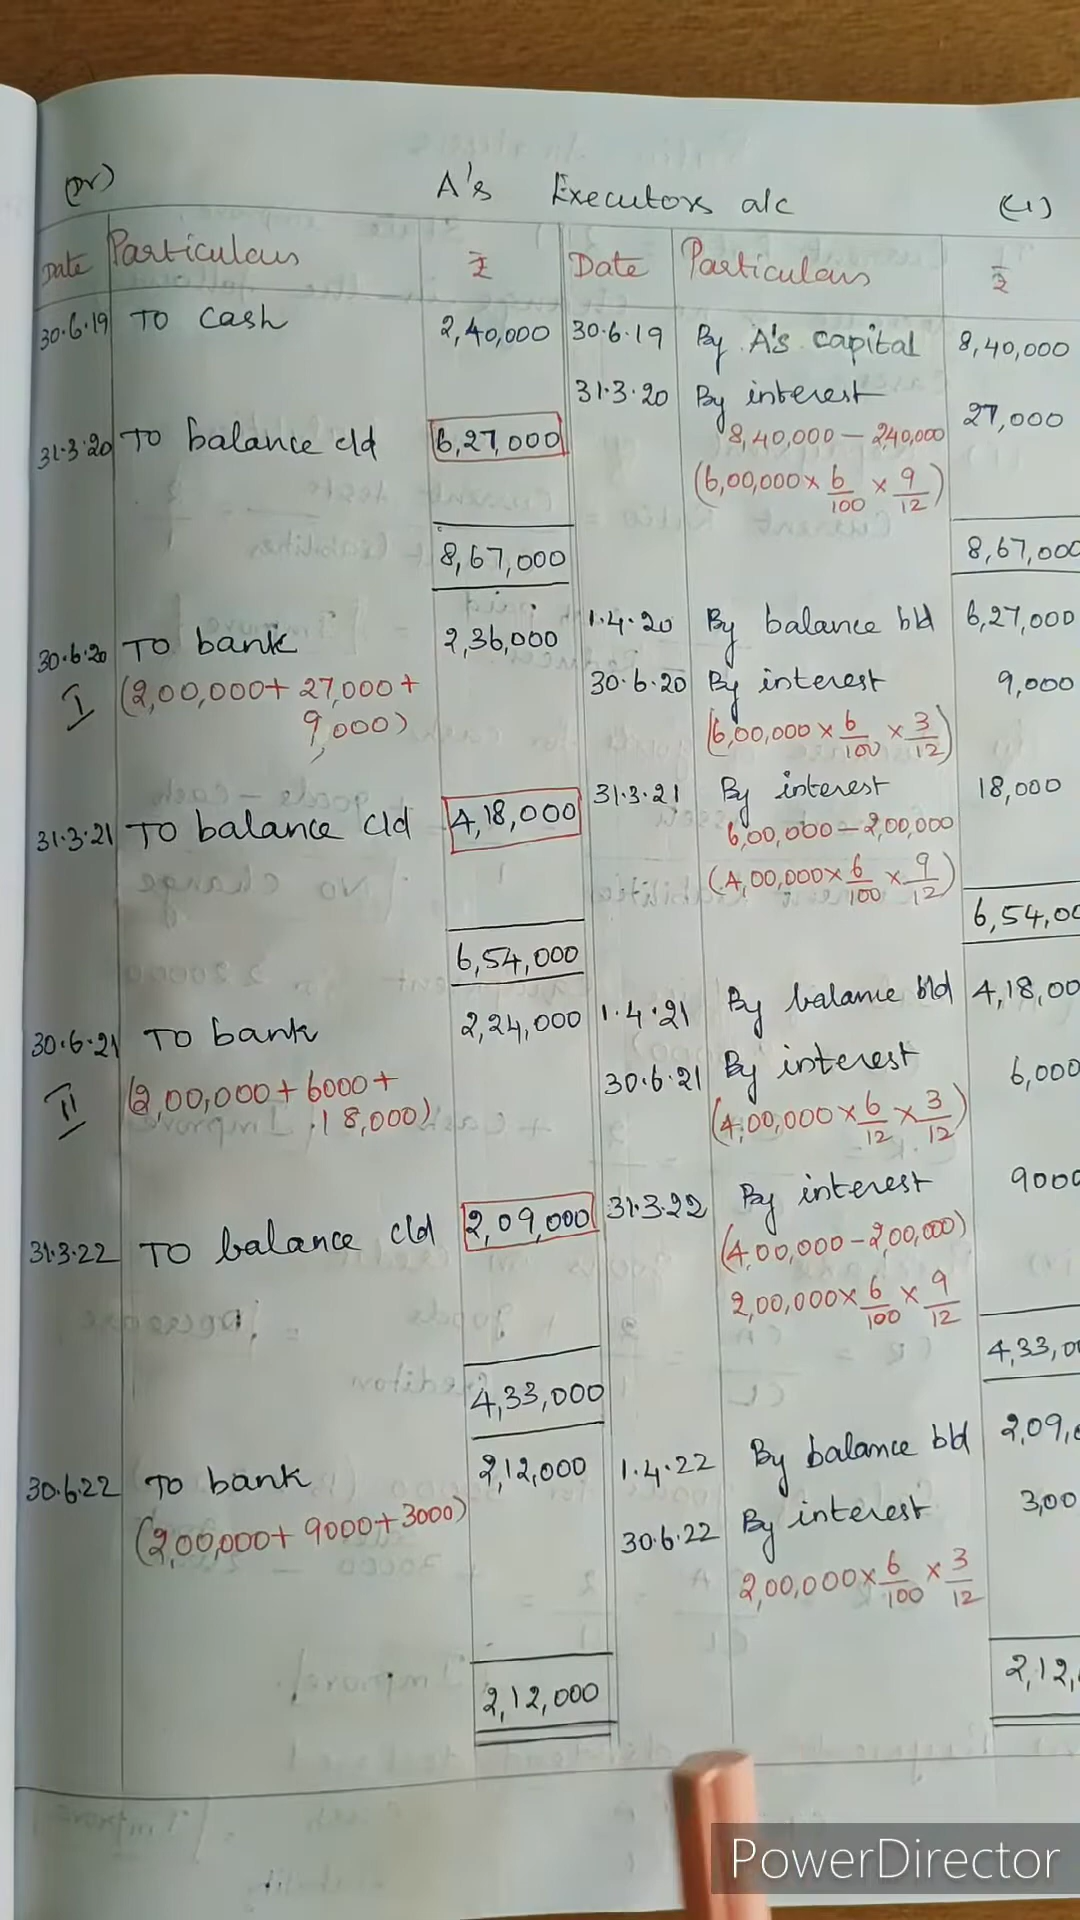 (Dr) A's Executors a/c (Cr)
Date Particulars ₹ Date Particulars ₹
30.6.19 To cash 2,40,000 30.6.19 By A's capital 8,40,000
31.3.20 By interest 27,000
31.3.20 To balance c/d 6,27,000 8,40,000 – 240,000
(6,00,000 × 6/100 × 9/12)
8,67,000 8,67,000
30.6.20 To bank 2,36,000 1.4.20 By balance b/d 6,27,000
I (2,00,000 + 27,000 + 30.6.20 By interest 9,000
9,000) (6,00,000 × 6/100 × 3/12)
31.3.21 By interest 18,000
31.3.21 To balance c/d 4,18,000 6,00,000 – 2,00,000
(4,00,000 × 6/100 × 9/12)
6,54,000 6,54,00
30.6.21 To bank 2,24,000 1.4.21 By balance b/d 4,18,00
II (2,00,000 + 6000 + 30.6.21 By interest 6,000
18,000) (4,00,000 × 6/12 × 3/12)
31.3.22 By interest 9000
31.3.22 To balance c/d 2,09,000 (4,00,000 – 2,00,000)
2,00,000 × 6/100 × 9/12
4,33,000 4,33,00
30.6.22 To bank 2,12,000 1.4.22 By balance b/d 2,09,
(2,00,000 + 9000 + 3000) 30.6.22 By interest 3,00
2,00,000 × 6/100 × 3/12
2,12,000 2,12,
PowerDirector